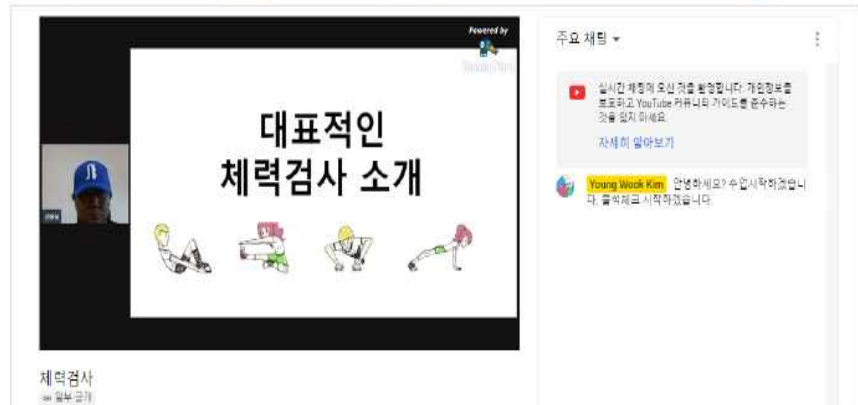 Powered by
주요 채팅
대표적인
체력검사 소개
실시간 채팅에 오신 것을 환영합니다. 개인정보를
보호하고 YouTube 커뮤니티 가이드를 준수하는
것을 잊지 마세요.
자세히 알아보기
Young Wook Kim 안녕하세요? 수업시작하겠습니
다. 출석체크 시작하겠습니다.
체력검사
일부 공개